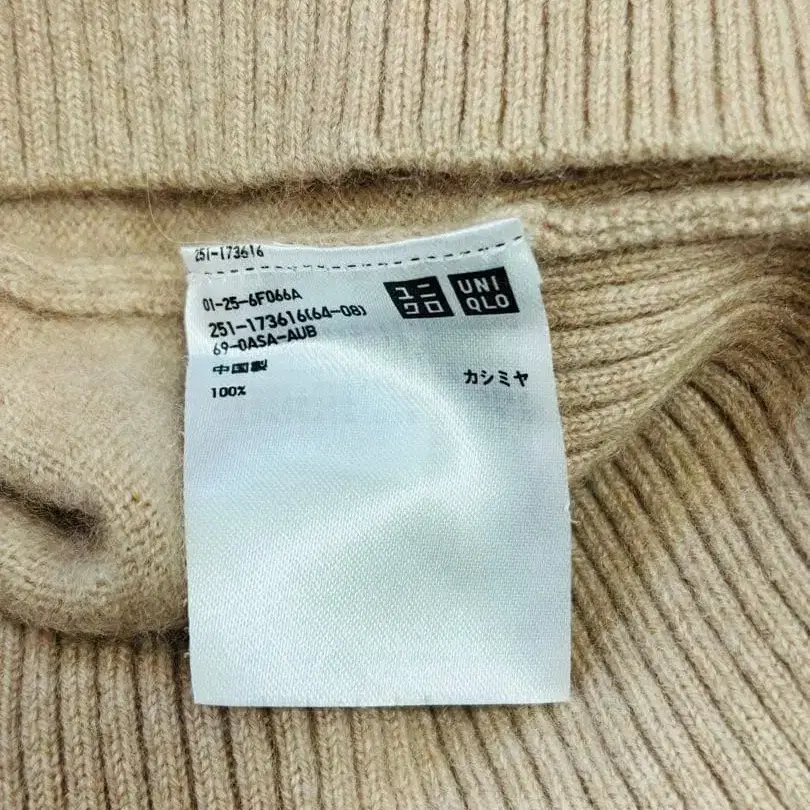 251-173616
01-25-6F066A
ユニクロ UNIQLO
251-173616(64-08)
69-0ASA-AUB
中国製
100% カシミヤ